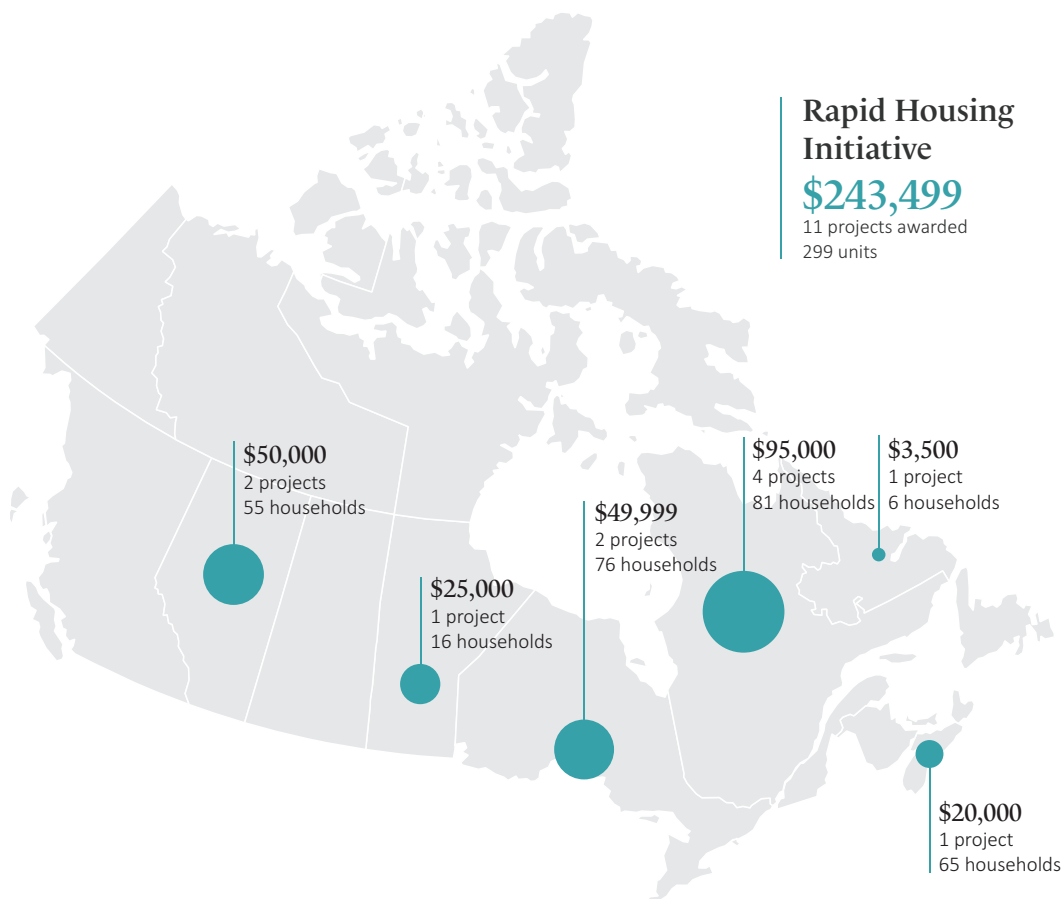 Rapid Housing
Initiative
$243,499
11 projects awarded
299 units
$50,000
2 projects
55 households
$25,000
1 project
16 households
$49,999
2 projects
76 households
$95,000
4 projects
81 households
$3,500
1 project
6 households
$20,000
1 project
65 households